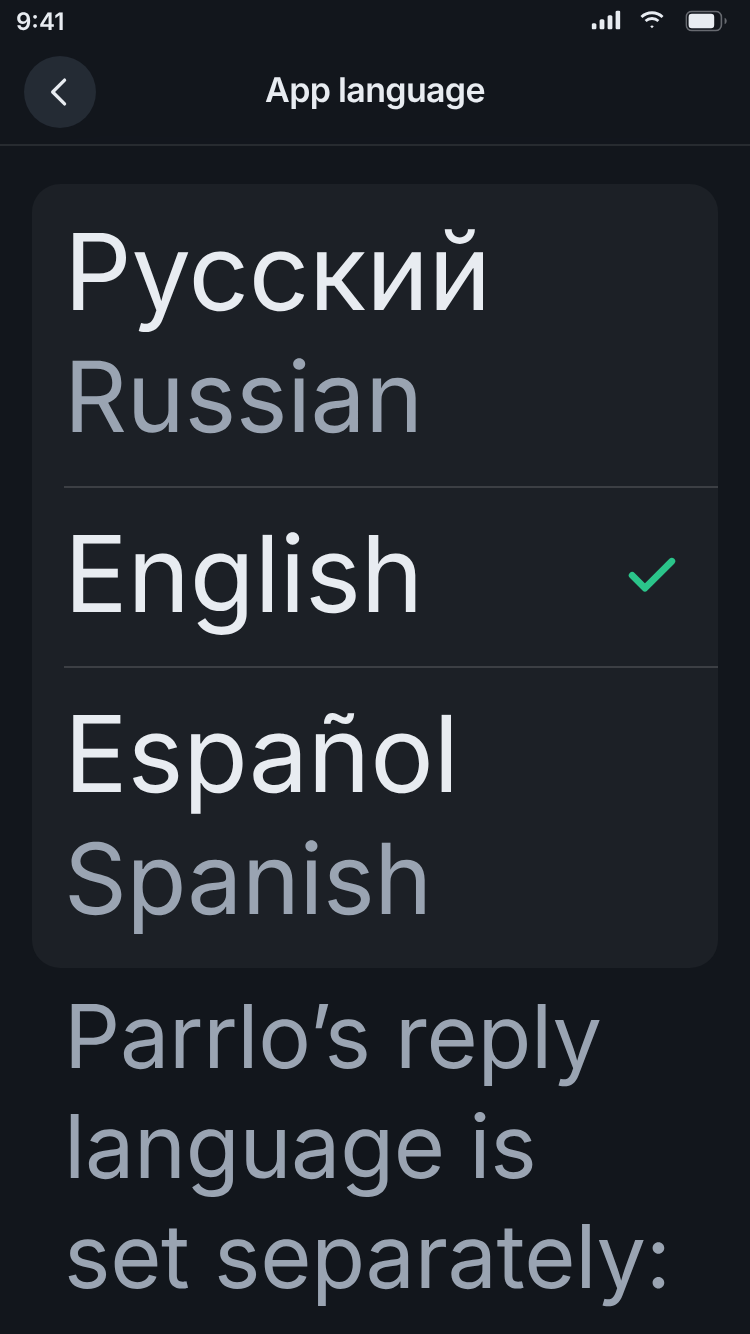 9:41
App language
Русский
Russian
English
Español
Spanish
Parrlo’s reply
language is
set separately: